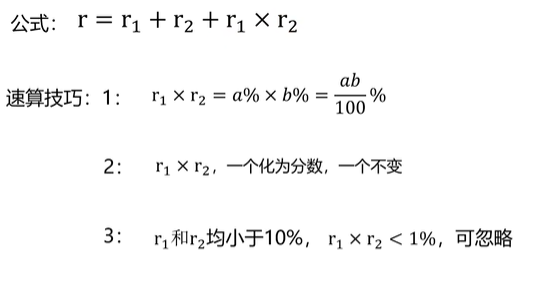 公式： r = r₁ + r₂ + r₁ × r₂
速算技巧：1： r₁ × r₂ = a% × b% = ab/100 %
2： r₁ × r₂，一个化为分数，一个不变
3： r₁和r₂均小于10%， r₁ × r₂ < 1%，可忽略